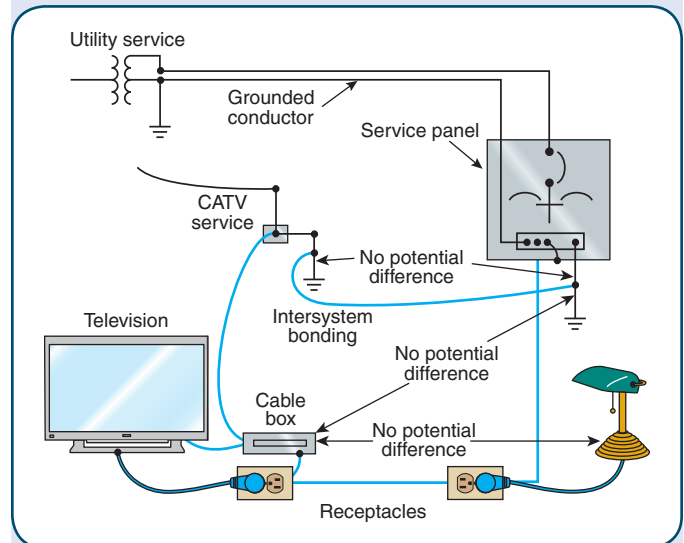 Utility service
Grounded
conductor
Service panel
CATV
service
No potential
difference
Intersystem
bonding
Television
No potential
difference
Cable
box
No potential
difference
Receptacles